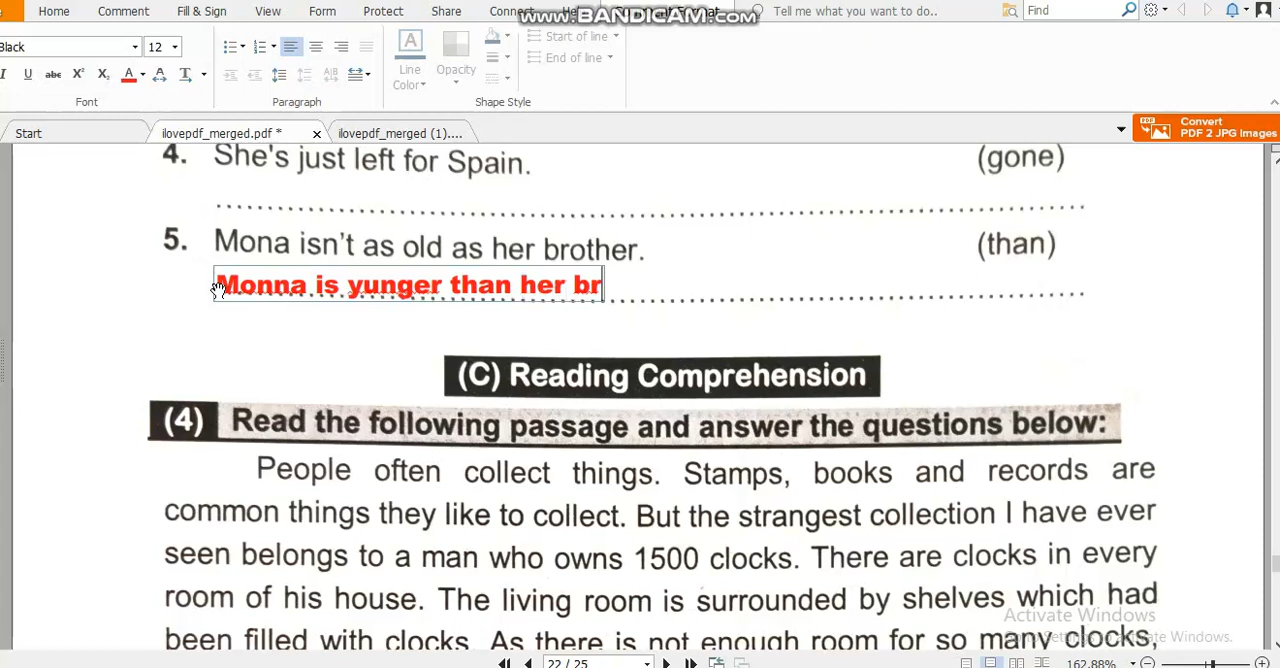 Home Comment Fill & Sign View Form Protect Share Connect Tell me what you want to do.. Find
www.BANDICAM.com
Black 12 Start of line
Line Color Opacity End of line
Font Paragraph Shape Style
Start ilovepdf_merged.pdf * ilovepdf_merged (1).... Convert PDF 2 JPG Images
4. She's just left for Spain. (gone)
5. Mona isn't as old as her brother. (than)
Monna is yunger than her br
(C) Reading Comprehension
(4) Read the following passage and answer the questions below:
People often collect things. Stamps, books and records are
common things they like to collect. But the strangest collection I have ever
seen belongs to a man who owns 1500 clocks. There are clocks in every
room of his house. The living room is surrounded by shelves which had
been filled with clocks. As there is not enough room for so many clocks,
Activate Windows
Go to Settings to activate Windows.
22 / 25 162.88%